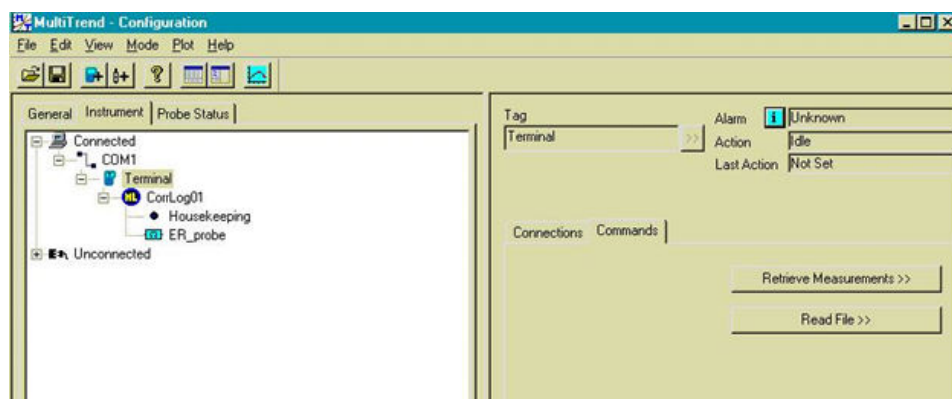 MultiTrend - Configuration
File Edit View Mode Plot Help
General Instrument Probe Status
Connected
COM1
Terminal
ML CorrLog01
Housekeeping
ER_probe
Unconnected
Tag
Terminal >>
Alarm i Unknown
Action Idle
Last Action Not Set
Connections Commands
Retrieve Measurements >>
Read File >>